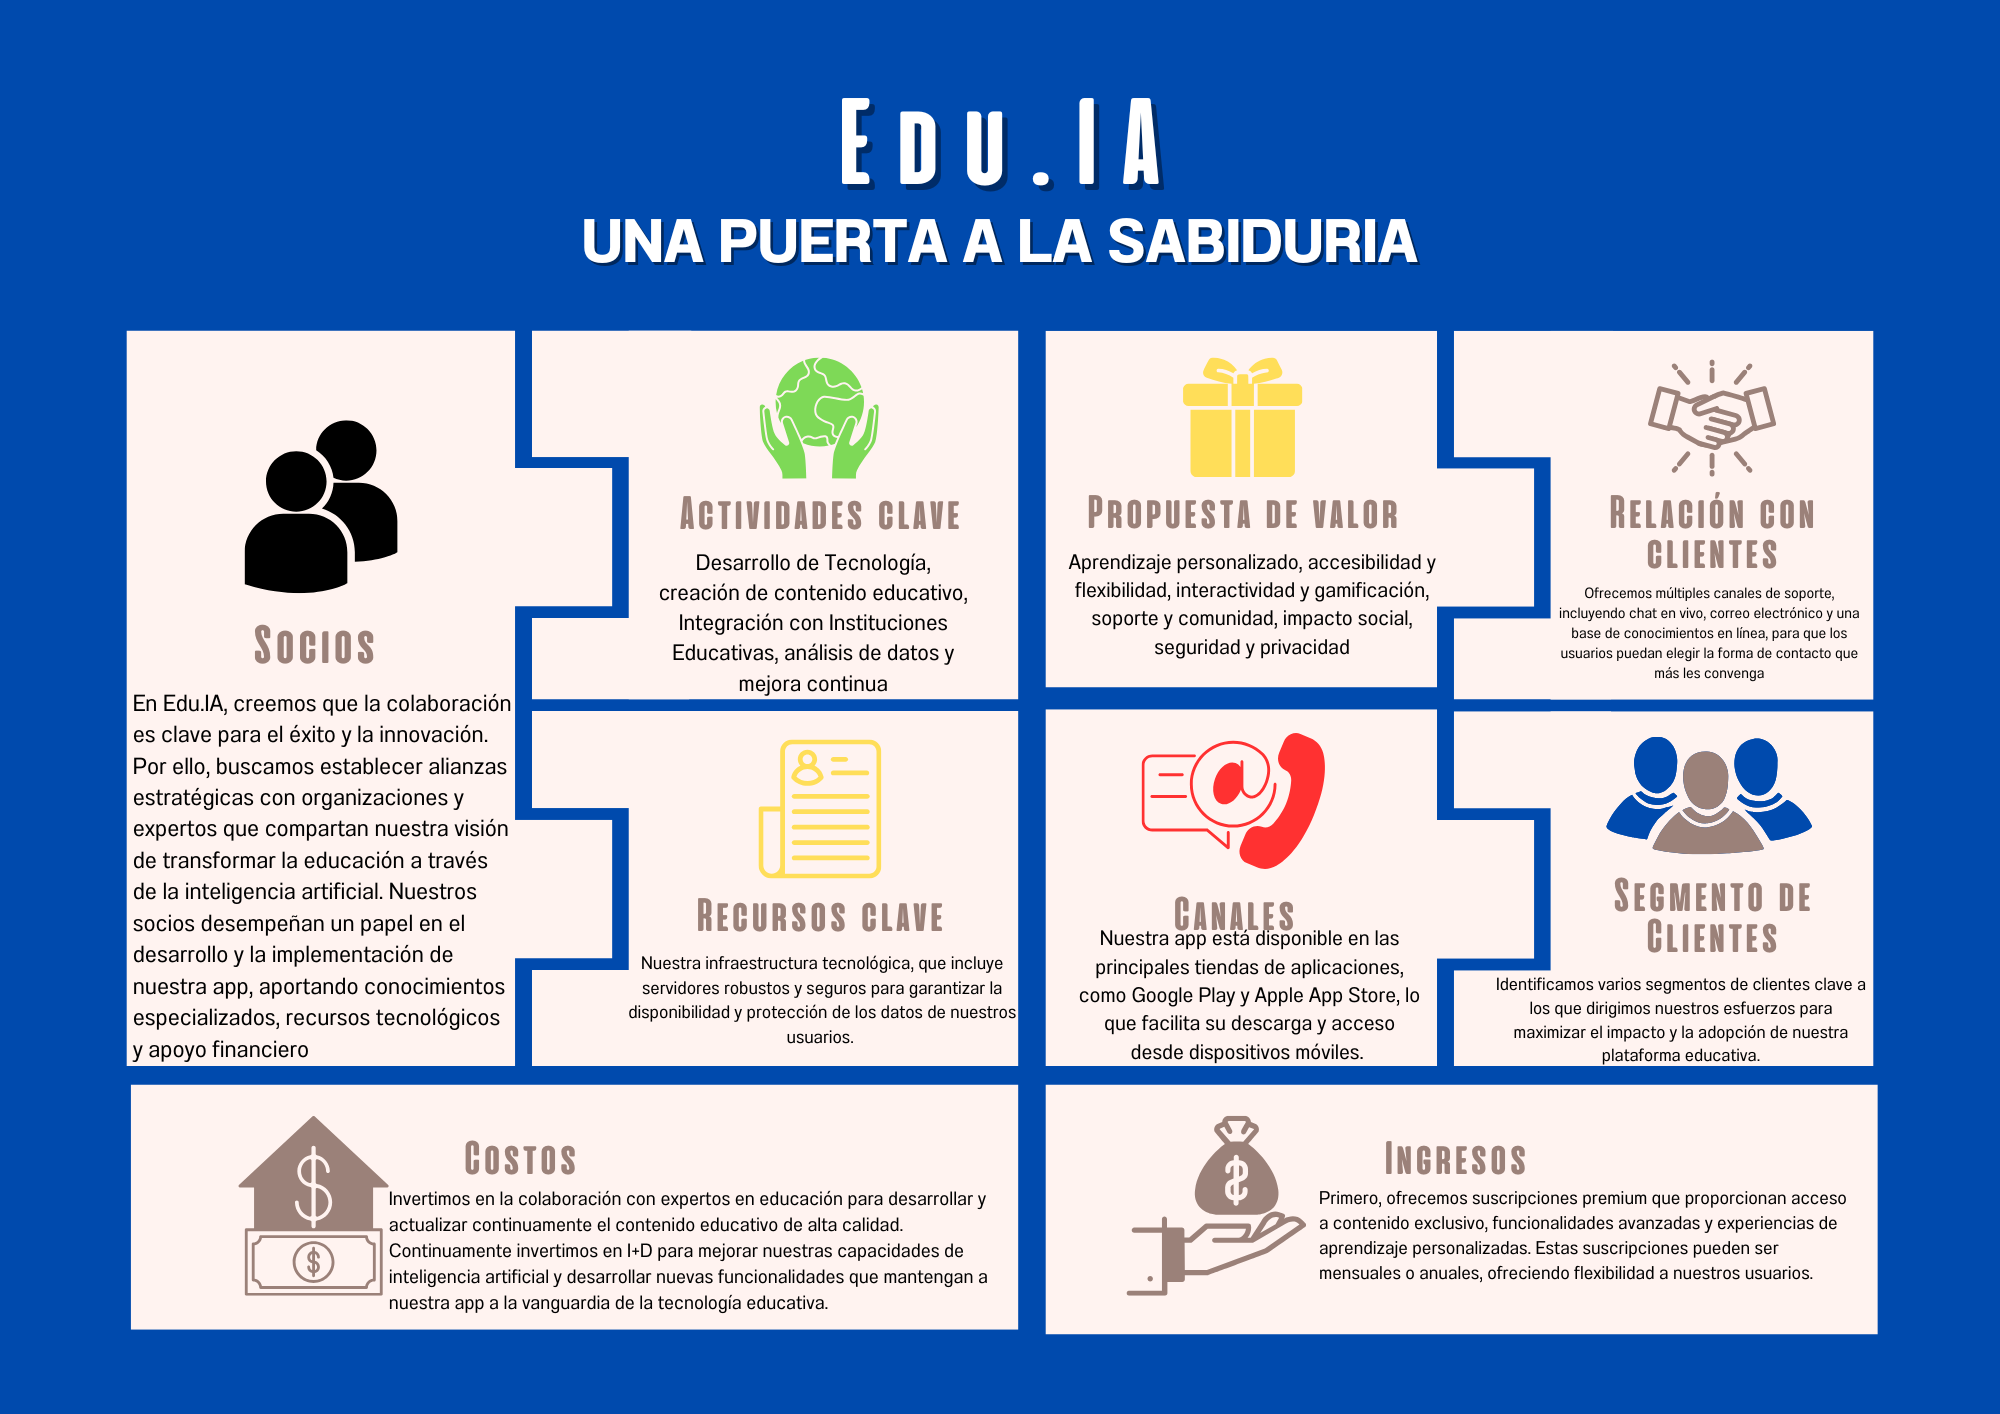 Edu.IA
UNA PUERTA A LA SABIDURIA
Socios
En Edu.IA, creemos que la colaboración
es clave para el éxito y la innovación.
Por ello, buscamos establecer alianzas
estratégicas con organizaciones y
expertos que compartan nuestra visión
de transformar la educación a través
de la inteligencia artificial. Nuestros
socios desempeñan un papel en el
desarrollo y la implementación de
nuestra app, aportando conocimientos
especializados, recursos tecnológicos
y apoyo financiero
Actividades clave
Desarrollo de Tecnología,
creación de contenido educativo,
Integración con Instituciones
Educativas, análisis de datos y
mejora continua
Recursos clave
Nuestra infraestructura tecnológica, que incluye
servidores robustos y seguros para garantizar la
disponibilidad y protección de los datos de nuestros
usuarios.
Propuesta de valor
Aprendizaje personalizado, accesibilidad y
flexibilidad, interactividad y gamificación,
soporte y comunidad, impacto social,
seguridad y privacidad
Canales
Nuestra app está disponible en las
principales tiendas de aplicaciones,
como Google Play y Apple App Store, lo
que facilita su descarga y acceso
desde dispositivos móviles.
Relación con
clientes
Ofrecemos múltiples canales de soporte,
incluyendo chat en vivo, correo electrónico y una
base de conocimientos en línea, para que los
usuarios puedan elegir la forma de contacto que
más les convenga
Segmento de
Clientes
Identificamos varios segmentos de clientes clave a
los que dirigimos nuestros esfuerzos para
maximizar el impacto y la adopción de nuestra
plataforma educativa.
Costos
Invertimos en la colaboración con expertos en educación para desarrollar y
actualizar continuamente el contenido educativo de alta calidad.
Continuamente invertimos en I+D para mejorar nuestras capacidades de
inteligencia artificial y desarrollar nuevas funcionalidades que mantengan a
nuestra app a la vanguardia de la tecnología educativa.
Ingresos
Primero, ofrecemos suscripciones premium que proporcionan acceso
a contenido exclusivo, funcionalidades avanzadas y experiencias de
aprendizaje personalizadas. Estas suscripciones pueden ser
mensuales o anuales, ofreciendo flexibilidad a nuestros usuarios.